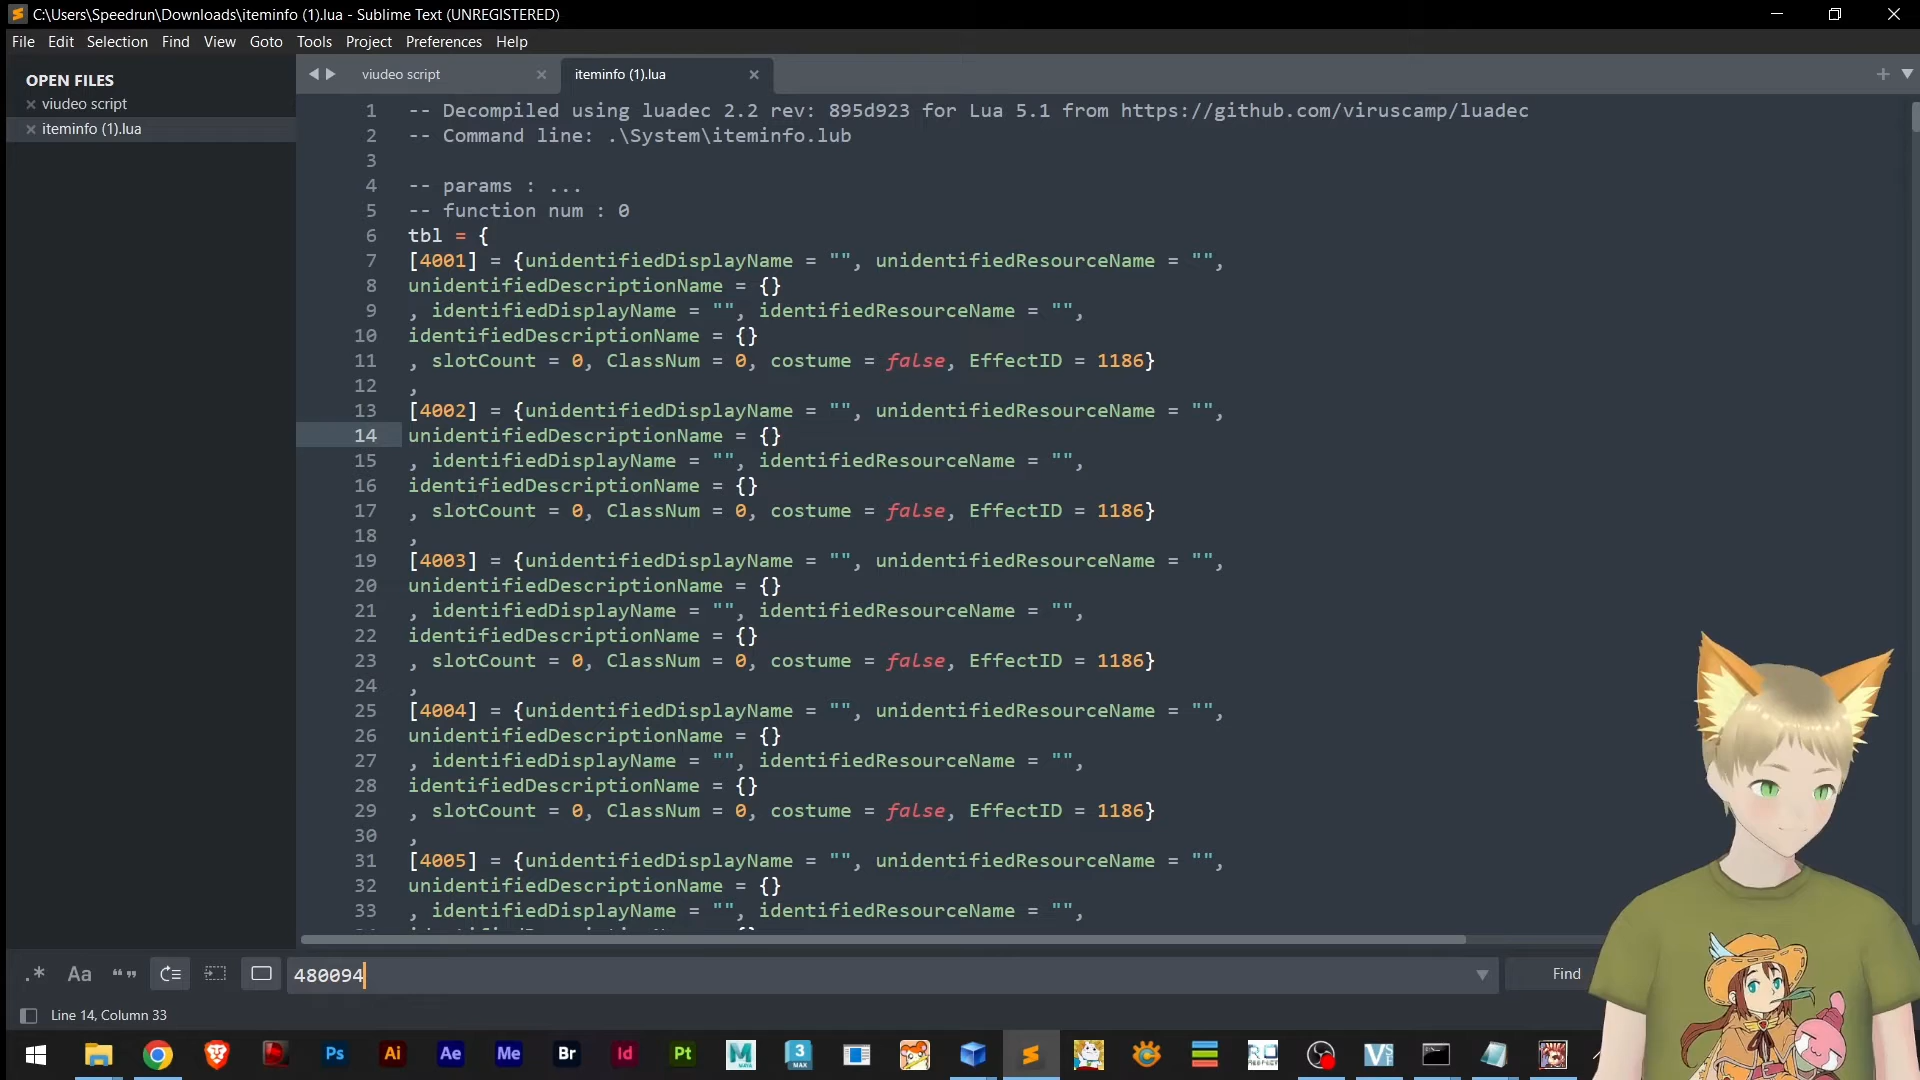 C:\Users\Speedrun\Downloads\iteminfo (1).lua - Sublime Text (UNREGISTERED)
File Edit Selection Find View Goto Tools Project Preferences Help
OPEN FILES
viudeo script
iteminfo (1).lua
viudeo script
iteminfo (1).lua
1 -- Decompiled using luadec 2.2 rev: 895d923 for Lua 5.1 from https://github.com/viruscamp/luadec
2 -- Command line: .\System\iteminfo.lub
3
4 -- params : ...
5 -- function num : 0
6 tbl = {
7 [4001] = {unidentifiedDisplayName = "", unidentifiedResourceName = "",
8 unidentifiedDescriptionName = {}
9 , identifiedDisplayName = "", identifiedResourceName = "",
10 identifiedDescriptionName = {}
11 , slotCount = 0, ClassNum = 0, costume = false, EffectID = 1186}
12 ,
13 [4002] = {unidentifiedDisplayName = "", unidentifiedResourceName = "",
14 unidentifiedDescriptionName = {}
15 , identifiedDisplayName = "", identifiedResourceName = "",
16 identifiedDescriptionName = {}
17 , slotCount = 0, ClassNum = 0, costume = false, EffectID = 1186}
18 ,
19 [4003] = {unidentifiedDisplayName = "", unidentifiedResourceName = "",
20 unidentifiedDescriptionName = {}
21 , identifiedDisplayName = "", identifiedResourceName = "",
22 identifiedDescriptionName = {}
23 , slotCount = 0, ClassNum = 0, costume = false, EffectID = 1186}
24 ,
25 [4004] = {unidentifiedDisplayName = "", unidentifiedResourceName = "",
26 unidentifiedDescriptionName = {}
27 , identifiedDisplayName = "", identifiedResourceName = "",
28 identifiedDescriptionName = {}
29 , slotCount = 0, ClassNum = 0, costume = false, EffectID = 1186}
30 ,
31 [4005] = {unidentifiedDisplayName = "", unidentifiedResourceName = "",
32 unidentifiedDescriptionName = {}
33 , identifiedDisplayName = "", identifiedResourceName = "",
.* Aa “” 480094 Find
Line 14, Column 33
Ps Ai Ae Me Br Id Pt